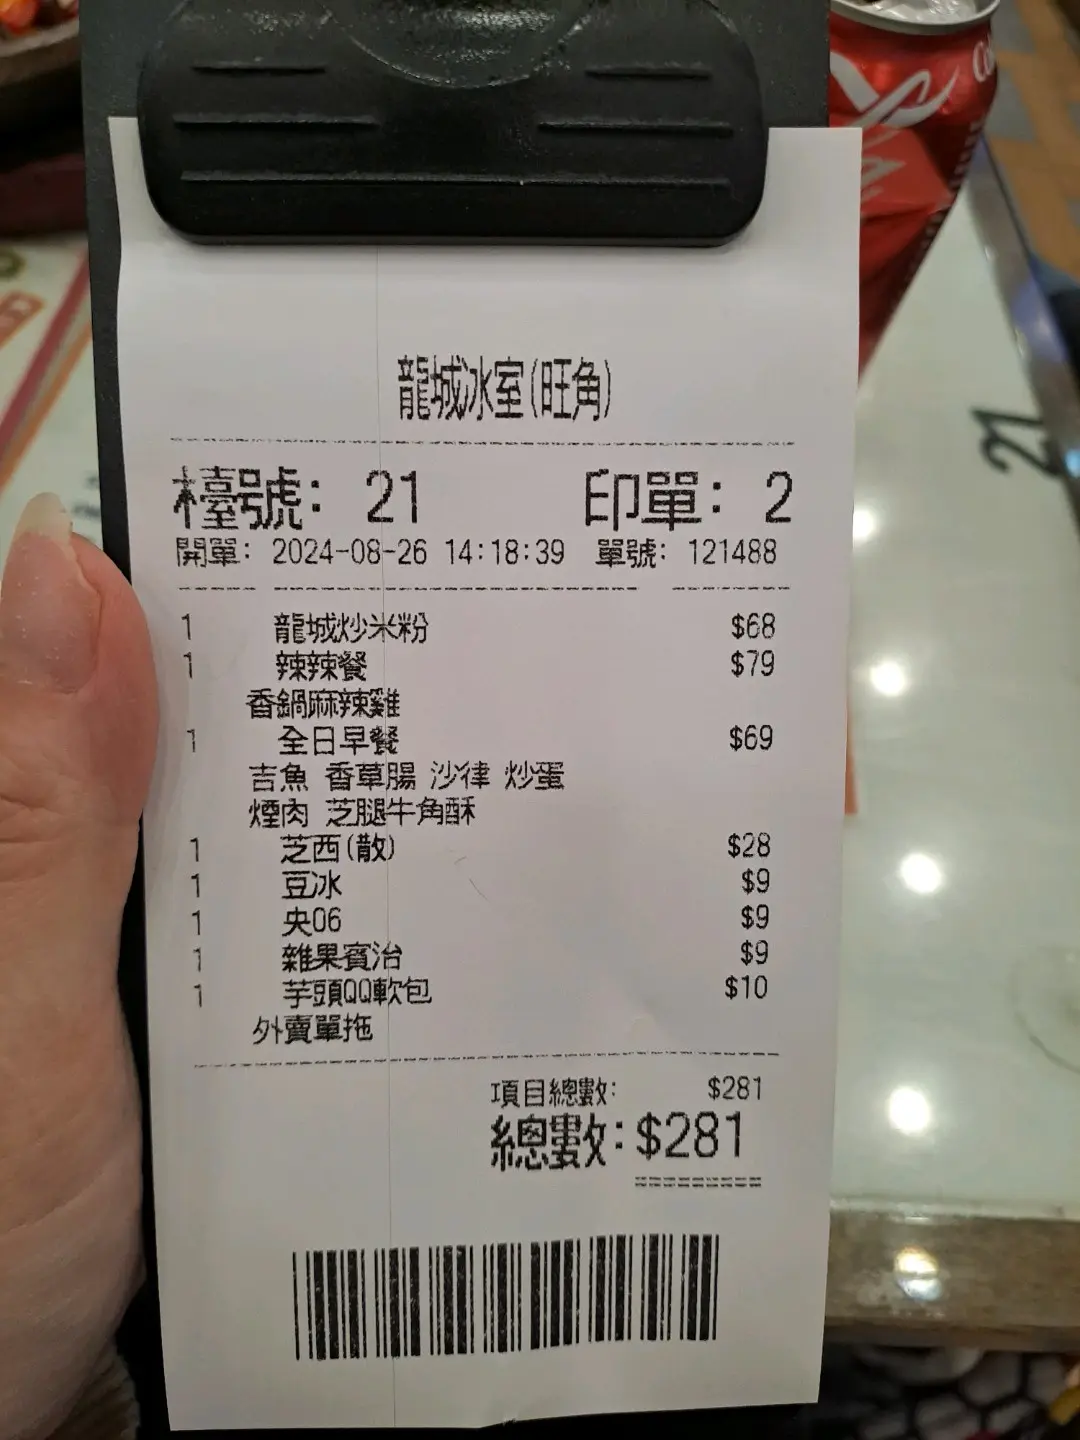 龍城冰室(旺角)
檯號: 21 印單: 2
開單: 2024-08-26 14:18:39 單號: 121488
1 龍城炒米粉 $68
1 辣辣餐 $79
香鍋麻辣雞
1 全日早餐 $69
吉魚 香草腸 沙律 炒蛋
煙肉 芝腿牛角酥
1 芝西(散) $28
1 豆冰 $9
1 央06 $9
1 雜果賓治 $9
1 芋頭QQ軟包 $10
外賣單拖
項目總數: $281
總數: $281
21